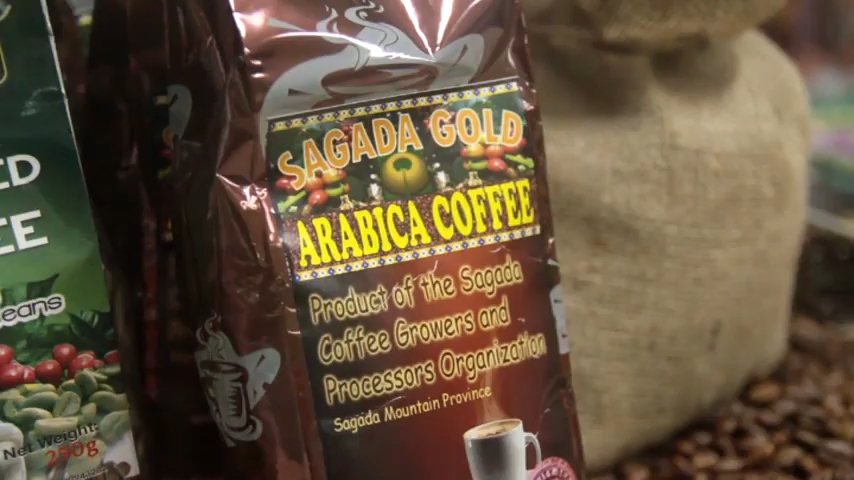 SAGADA GOLD
ARABICA COFFEE
Product of the Sagada
Coffee Growers and
Processors Organization
Sagada Mountain Province
ED
EE
eans
Net Weight:
250g